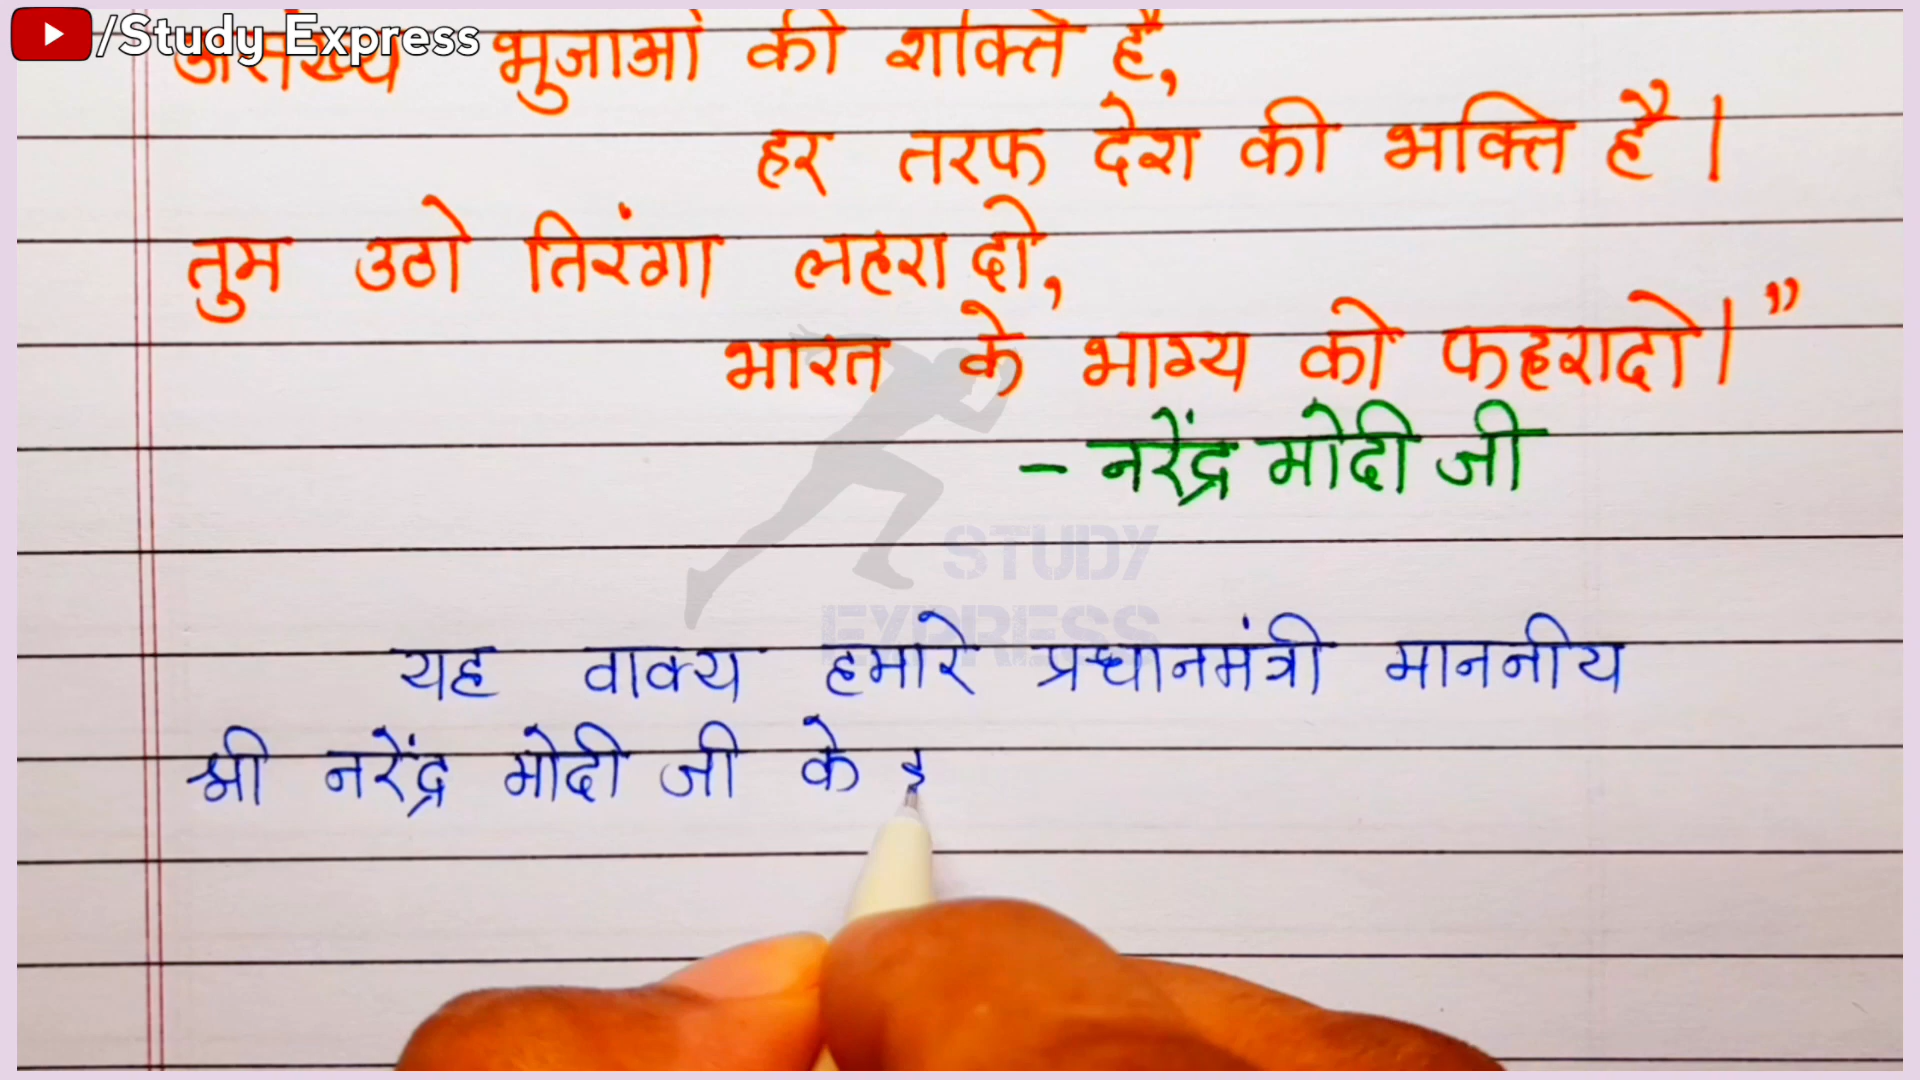 /Study Express
असंख्य भुजाओं की शक्ति है,
हर तरफ देश की भक्ति है।
तुम उठो तिरंगा लहरा दो,
भारत के भाग्य को फहरादो।”
- नरेंद्र मोदी जी
STUDY
EXPRESS
यह वाक्य हमारे प्रधानमंत्री माननीय
श्री नरेंद्र मोदी जी के